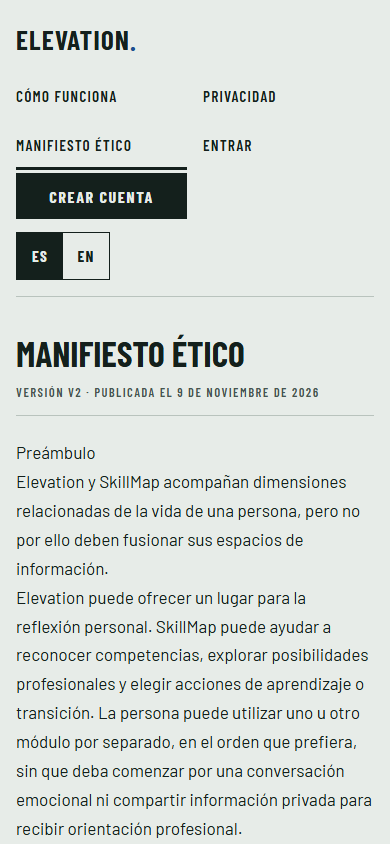 ELEVATION.
CÓMO FUNCIONA
PRIVACIDAD
MANIFIESTO ÉTICO
ENTRAR
CREAR CUENTA
ES
EN
MANIFIESTO ÉTICO
VERSIÓN V2 · PUBLICADA EL 9 DE NOVIEMBRE DE 2026
Preámbulo
Elevation y SkillMap acompañan dimensiones
relacionadas de la vida de una persona, pero no
por ello deben fusionar sus espacios de
información.
Elevation puede ofrecer un lugar para la
reflexión personal. SkillMap puede ayudar a
reconocer competencias, explorar posibilidades
profesionales y elegir acciones de aprendizaje o
transición. La persona puede utilizar uno u otro
módulo por separado, en el orden que prefiera,
sin que deba comenzar por una conversación
emocional ni compartir información privada para
recibir orientación profesional.